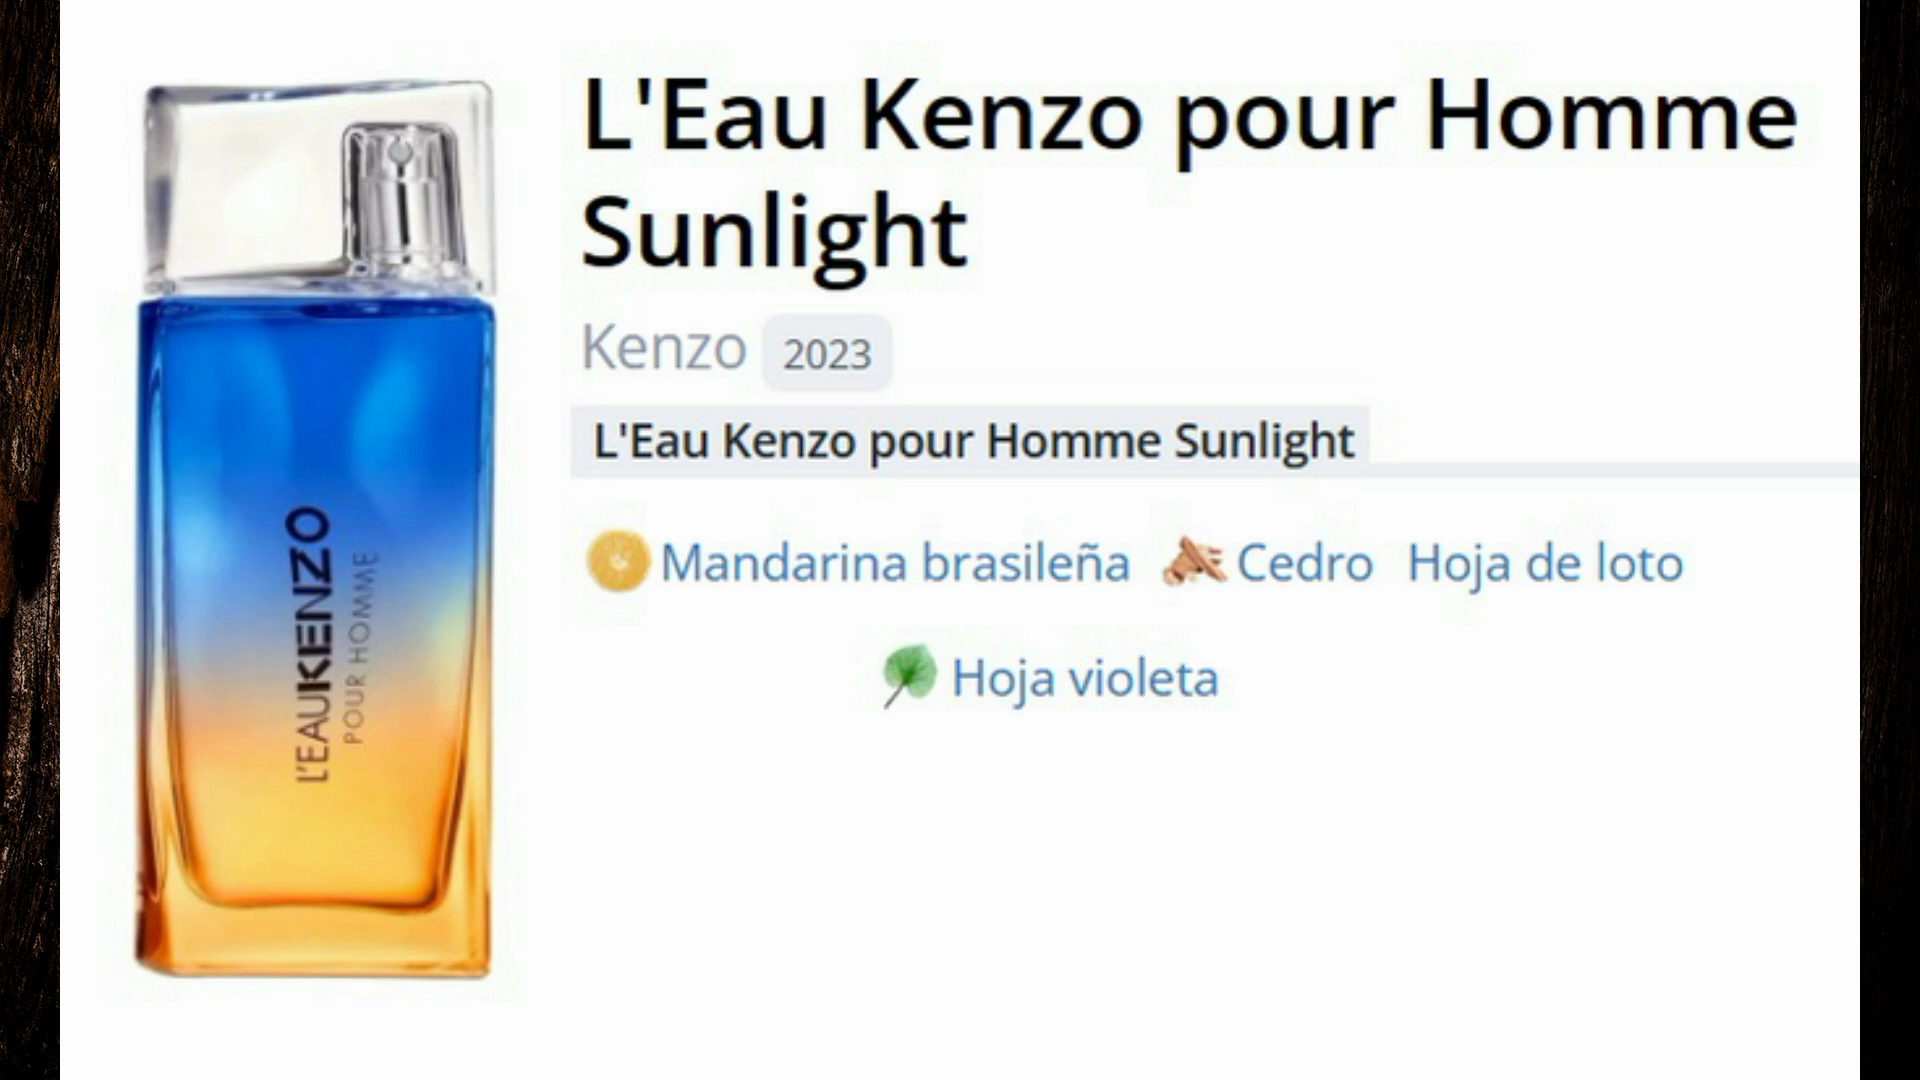 L'Eau Kenzo pour Homme
Sunlight
Kenzo 2023
L'Eau Kenzo pour Homme Sunlight
Mandarina brasileña Cedro Hoja de loto
Hoja violeta
L'EAUKENZO
POUR HOMME